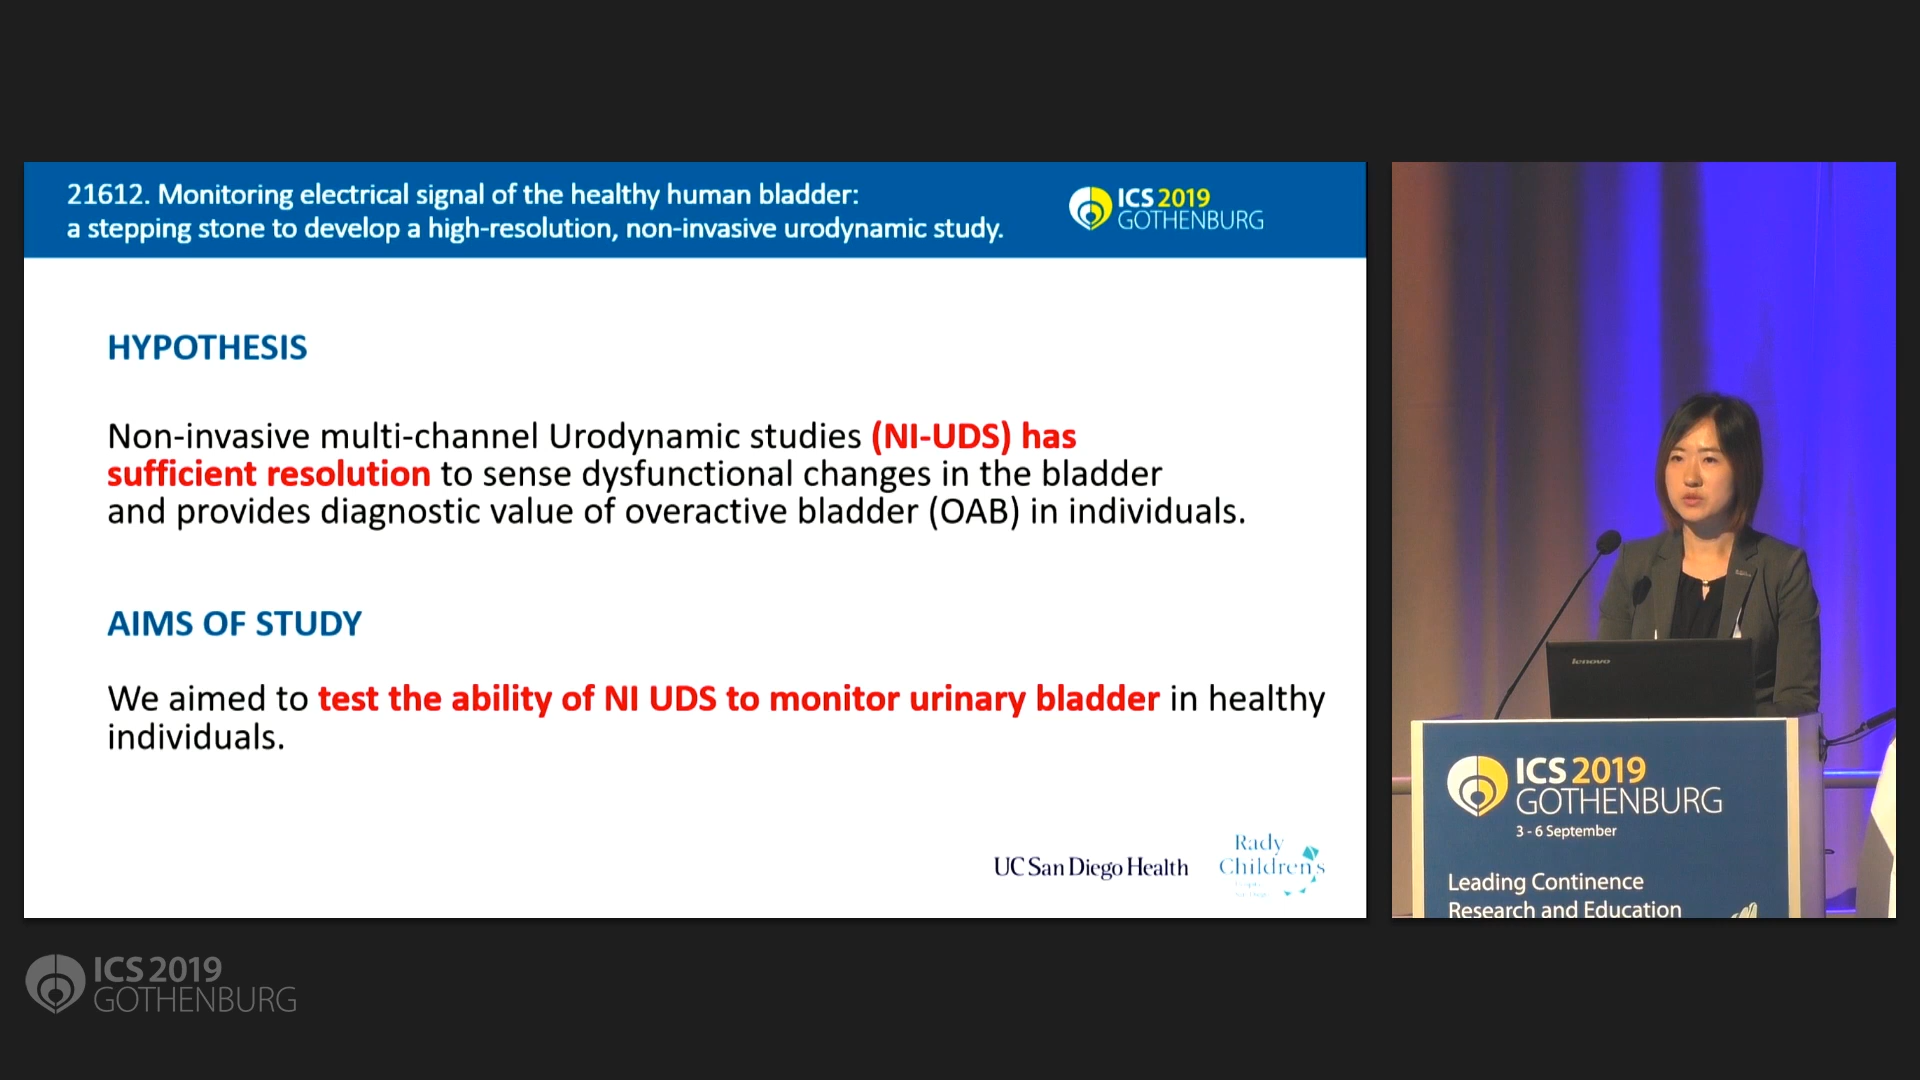 21612. Monitoring electrical signal of the healthy human bladder:
a stepping stone to develop a high-resolution, non-invasive urodynamic study.
ICS 2019
GOTHENBURG
HYPOTHESIS
Non-invasive multi-channel Urodynamic studies (NI-UDS) has
sufficient resolution to sense dysfunctional changes in the bladder
and provides diagnostic value of overactive bladder (OAB) in individuals.
AIMS OF STUDY
We aimed to test the ability of NI UDS to monitor urinary bladder in healthy
individuals.
UC San Diego Health
Rady
Children's
lenovo
ICS 2019
GOTHENBURG
3 - 6 September
Leading Continence
Research and Education
ICS 2019
GOTHENBURG